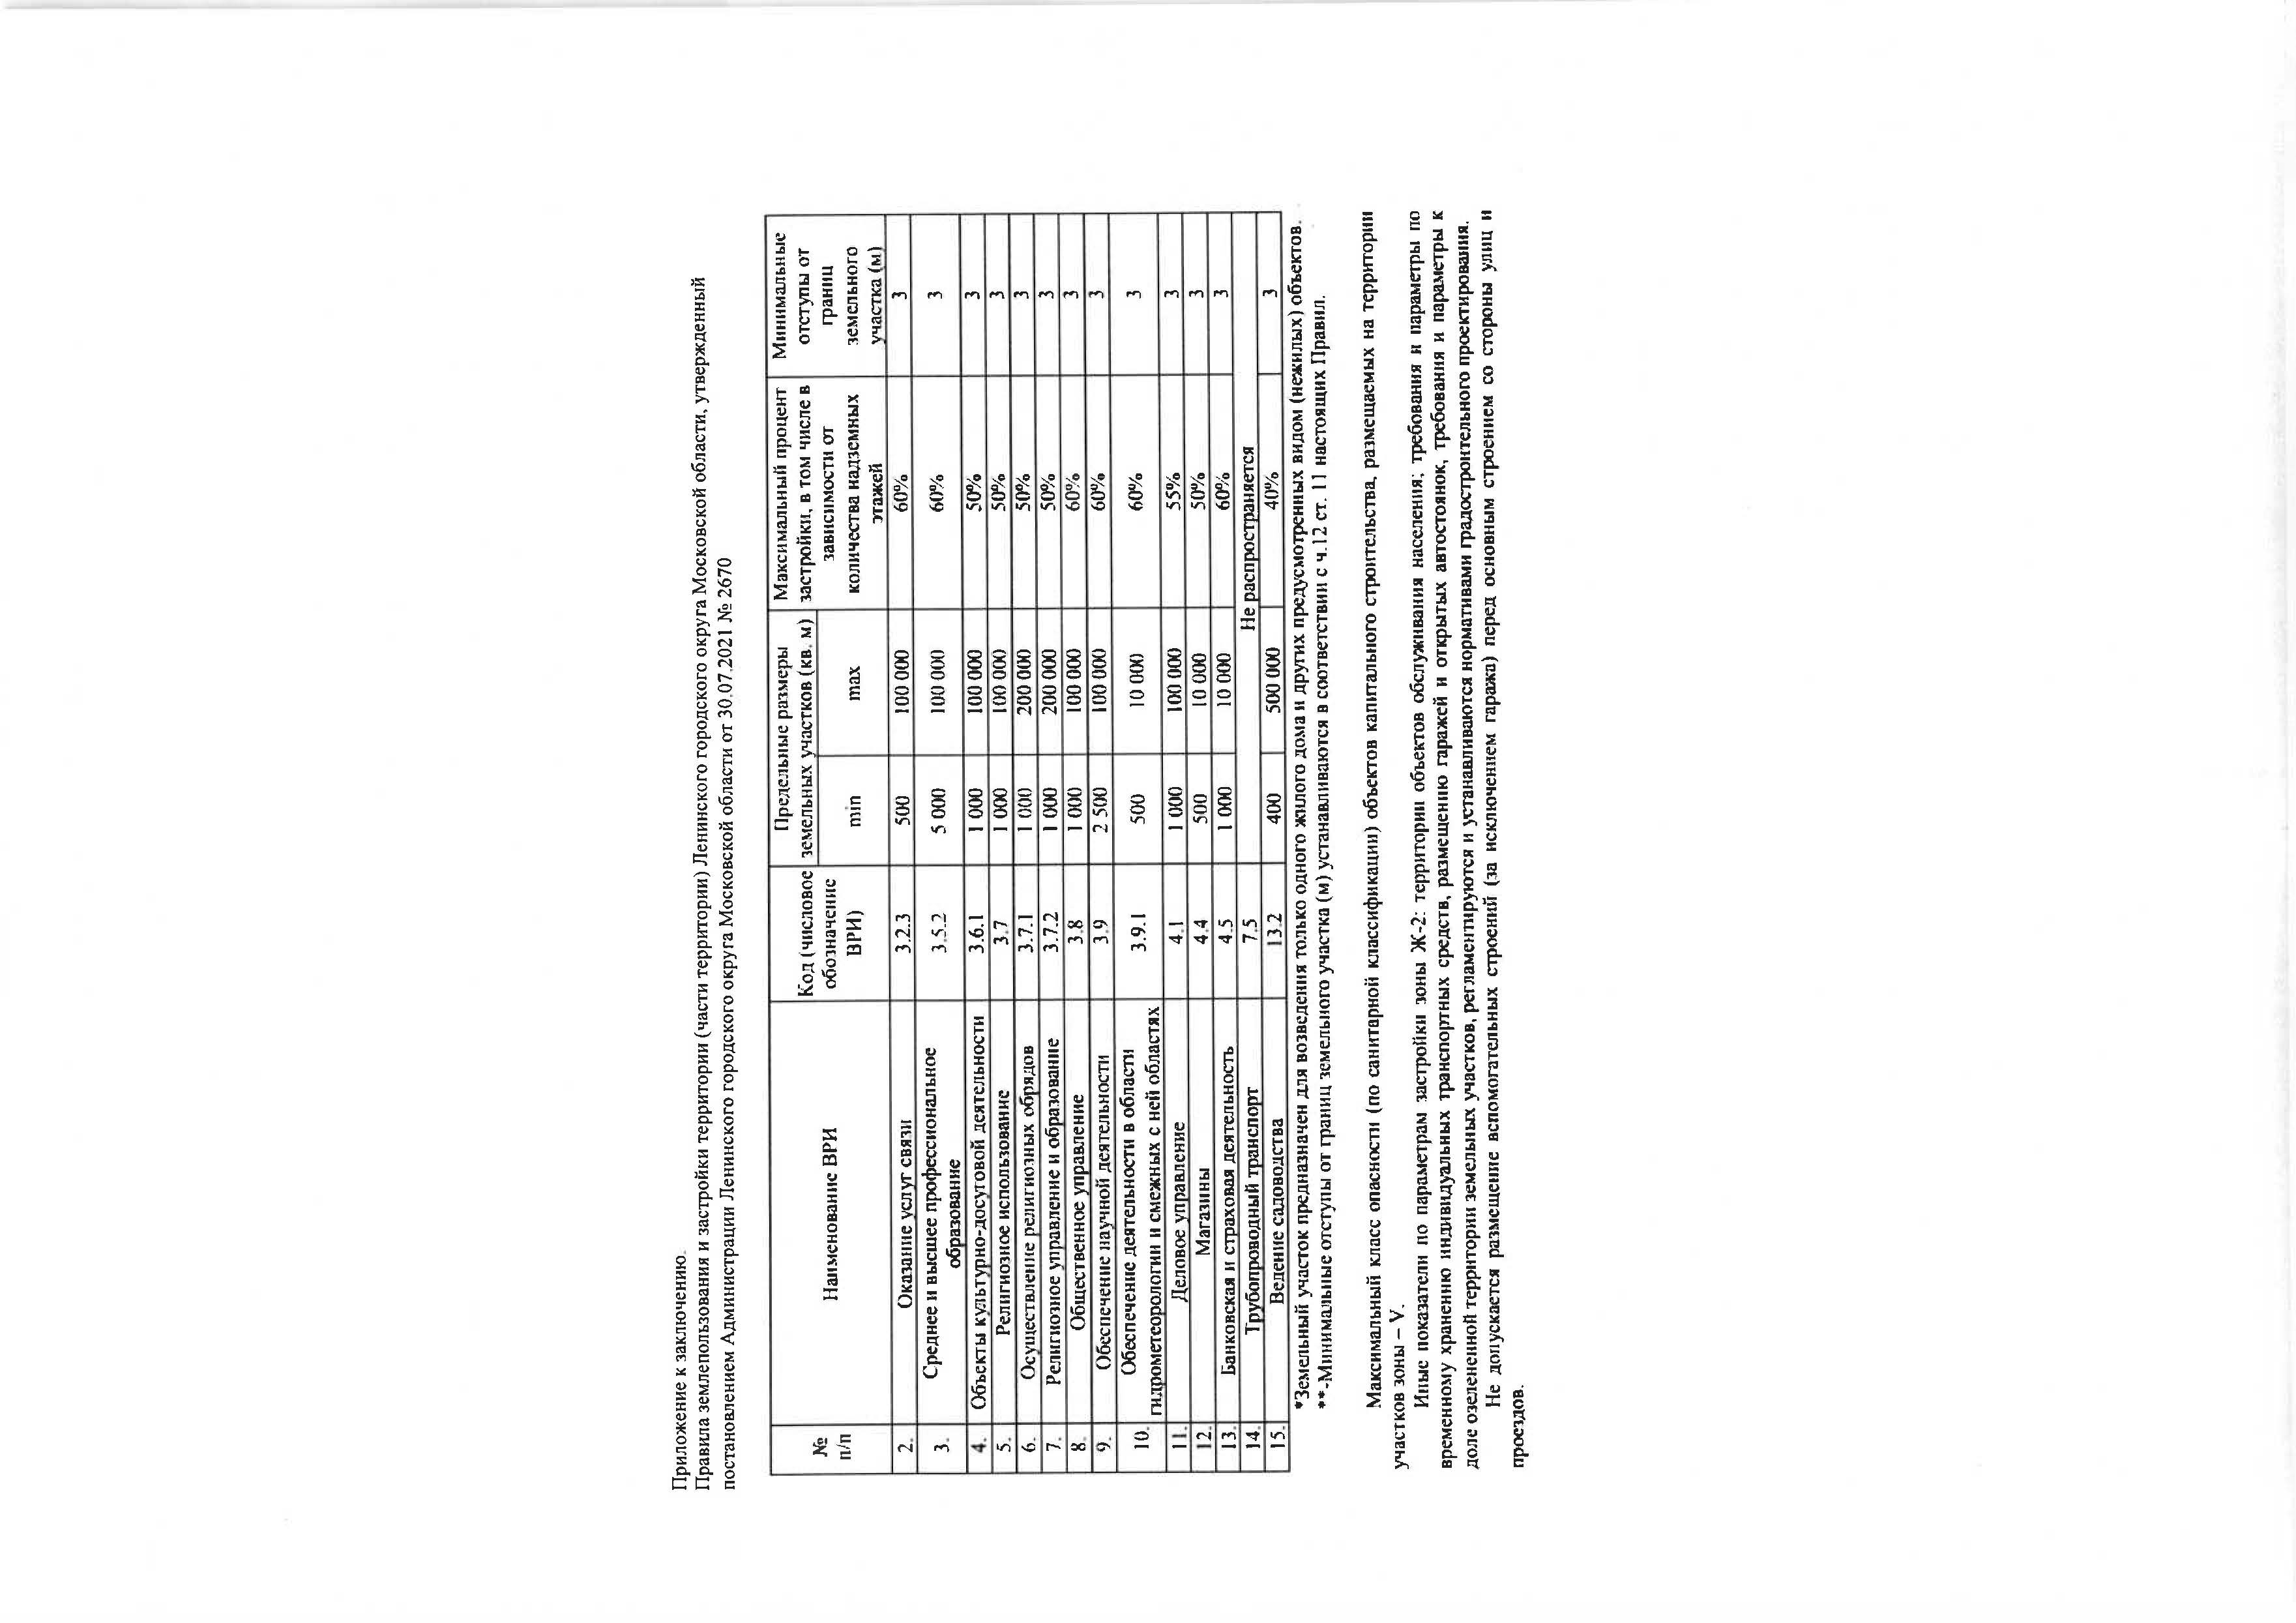 Приложение к заключению.
Правила землепользования и застройки территории (части территории) Ленинского городского округа Московской области, утвержденный
постановлением Администрации Ленинского городского округа Московской области от 30.07.2021 № 2670
№ п/п Наименование ВРИ Код (числовое обозначение ВРИ) Предельные размеры земельных участков (кв. м) Максимальный процент застройки, в том числе в зависимости от количества надземных этажей Минимальные отступы от границ земельного участка (м)
min max
2. Оказание услуг связи 3.2.3 500 100 000 60% 3
3. Среднее и высшее профессиональное образование 3.5.2 5 000 100 000 60% 3
4. Объекты культурно-досуговой деятельности 3.6.1 1 000 100 000 50% 3
5. Религиозное использование 3.7 1 000 100 000 50% 3
6. Осуществление религиозных обрядов 3.7.1 1 000 200 000 50% 3
7. Религиозное управление и образование 3.7.2 1 000 200 000 50% 3
8. Общественное управление 3.8 1 000 100 000 60% 3
9. Обеспечение научной деятельности 3.9 2 500 100 000 60% 3
10. Обеспечение деятельности в области гидрометеорологии и смежных с ней областях 3.9.1 500 10 000 60% 3
11. Деловое управление 4.1 1 000 100 000 55% 3
12. Магазины 4.4 500 10 000 50% 3
13. Банковская и страховая деятельность 4.5 1 000 10 000 60% 3
14. Трубопроводный транспорт 7.5 Не распространяется
15. Ведение садоводства 13.2 400 500 000 40% 3
*Земельный участок предназначен для возведения только одного жилого дома и других предусмотренных видом (нежилых) объектов.
**-Минимальные отступы от границ земельного участка (м) устанавливаются в соответствии с ч.12 ст. 11 настоящих Правил.
Максимальный класс опасности (по санитарной классификации) объектов капитального строительства, размещаемых на территории
участков зоны – V.
Иные показатели по параметрам застройки зоны Ж-2: территории объектов обслуживания населения; требования и параметры по
временному хранению индивидуальных транспортных средств, размещению гаражей и открытых автостоянок, требования и параметры к
доле озелененной территории земельных участков, регламентируются и устанавливаются нормативами градостроительного проектирования.
Не допускается размещение вспомогательных строений (за исключением гаража) перед основным строением со стороны улиц и
проездов.